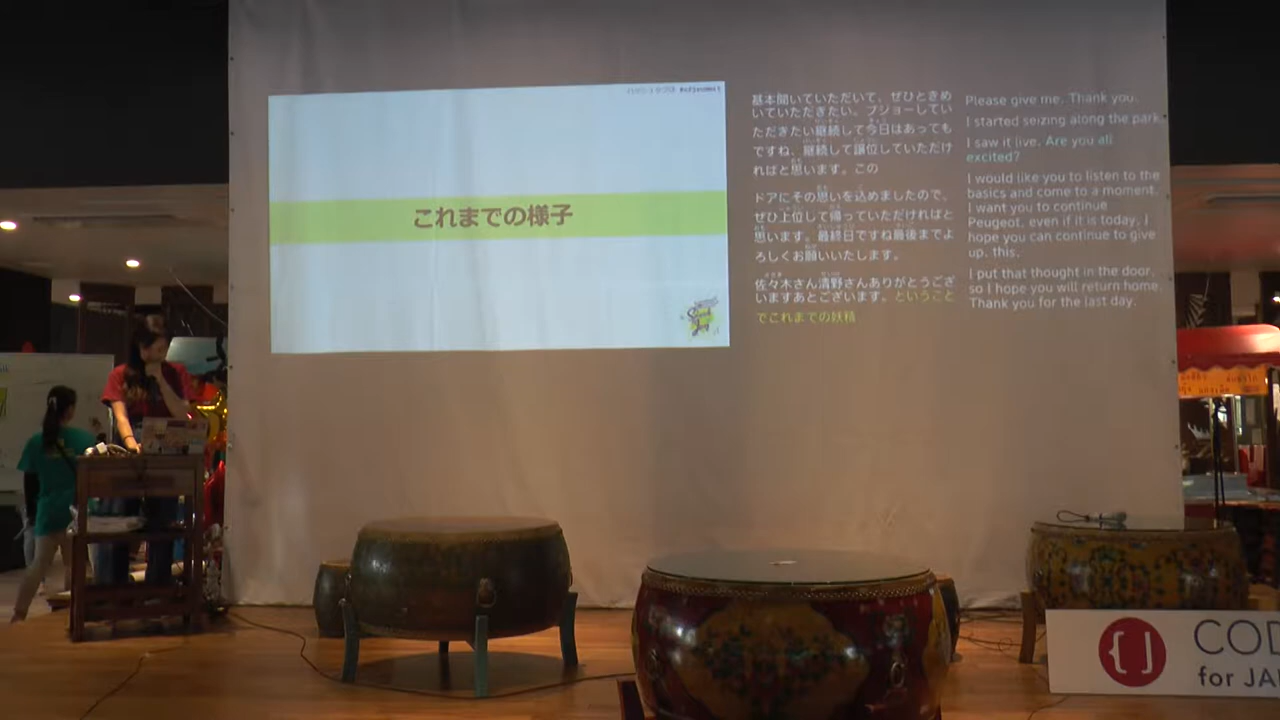 これまでの様子
基本聞いていただいて、ぜひときめ
いていただきたい。プジョーしてい
ただきたい継続して今日はあっても
ですね、継続して譲位していただけ
ればと思います。この
ドアにその思いを込めましたので、
ぜひ上位して帰っていただければと
思います。最終日ですね最後までよ
ろしくお願いいたします。
佐々木さん清野さんありがとうござ
いますあとございます。ということ
でこれまでの妖精
Please give me. Thank you.
I started seizing along the park.
I saw it live. Are you all
excited?
I would like you to listen to the
basics and come to a moment.
I want you to continue
Peugeot, even if it is today, I
hope you can continue to give
up, this.
I put that thought in the door,
so I hope you will return home.
Thank you for the last day.
{ }
COD
for JA